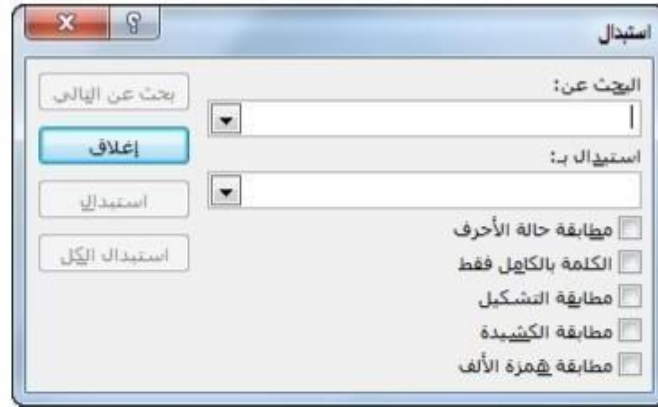 استبدال
البحث عن:
بحث عن التالي
إغلاق
استبدال بـ:
استبدال
استبدال الكل
مطابقة حالة الأحرف
الكلمة بالكامل فقط
مطابقة التشكيل
مطابقة الكشيدة
مطابقة همزة الألف